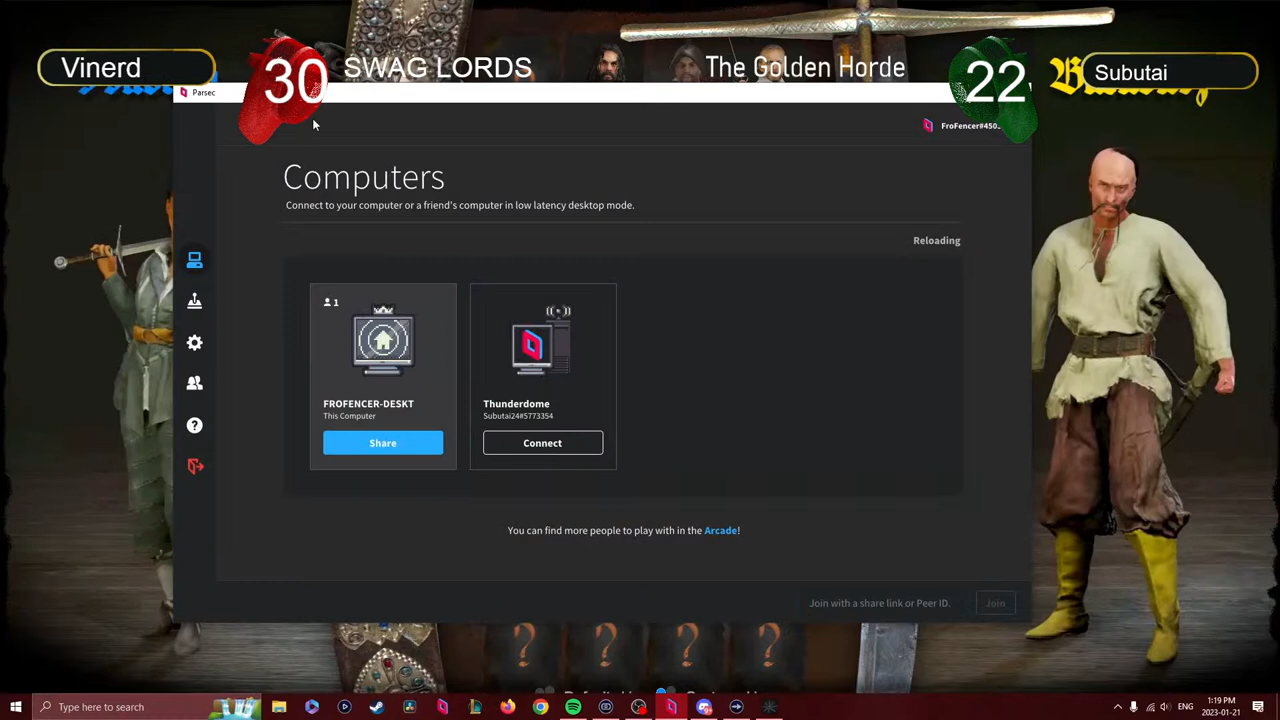 Vinerd
30
SWAG LORDS
The Golden Horde
22
Subutai
Parsec
FroFencer#450
Computers
Connect to your computer or a friend's computer in low latency desktop mode.
Reloading
1
FROFENCER-DESKT
This Computer
Share
Thunderdome
Subutai24#5773354
Connect
You can find more people to play with in the Arcade!
Join with a share link or Peer ID.
Join
? ? ? ?
Type here to search
ENG
1:19 PM
2023-01-21